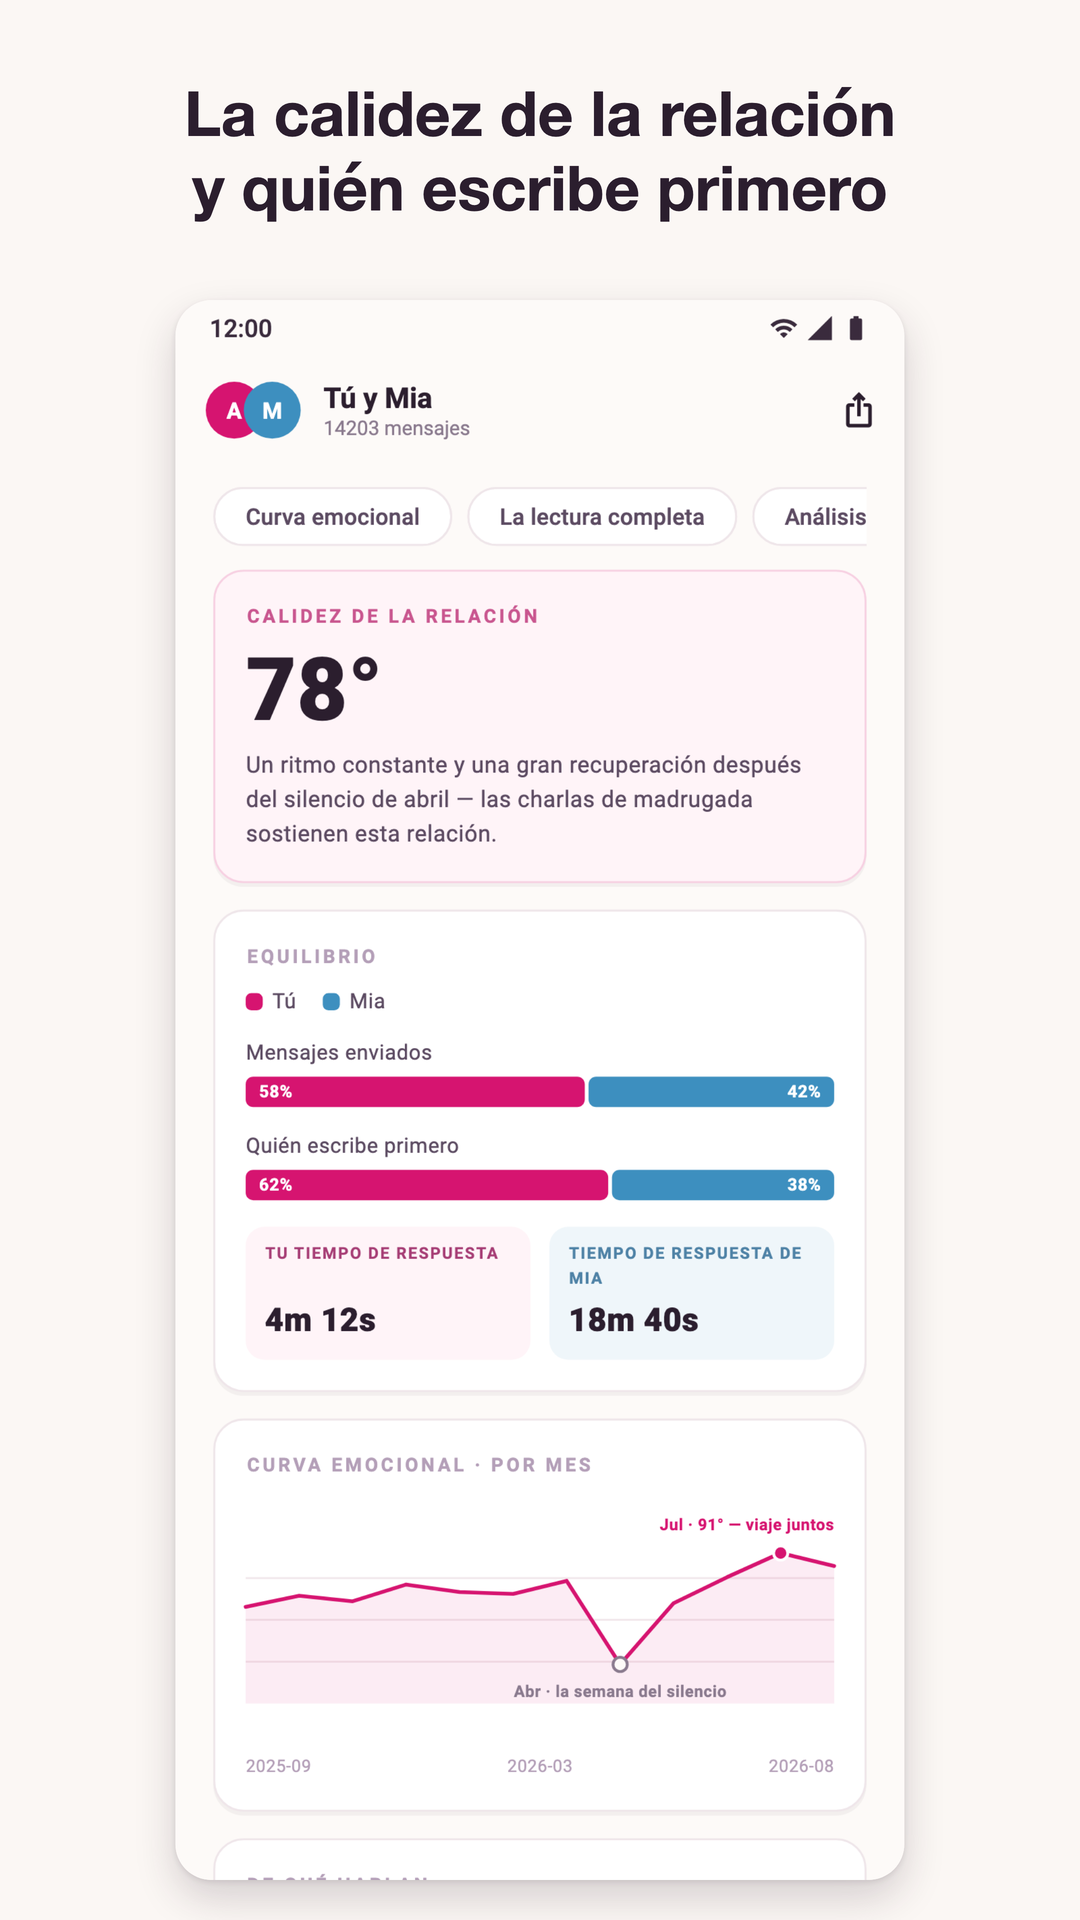 La calidez de la relación
y quién escribe primero
12:00
A M
Tú y Mia
14203 mensajes
Curva emocional
La lectura completa
Análisis
CALIDEZ DE LA RELACIÓN
78°
Un ritmo constante y una gran recuperación después
del silencio de abril — las charlas de madrugada
sostienen esta relación.
EQUILIBRIO
Tú
Mia
Mensajes enviados
58%
42%
Quién escribe primero
62%
38%
TU TIEMPO DE RESPUESTA
4m 12s
TIEMPO DE RESPUESTA DE
MIA
18m 40s
CURVA EMOCIONAL · POR MES
Jul · 91° — viaje juntos
Abr · la semana del silencio
2025-09
2026-03
2026-08
DE QUÉ HABLAN